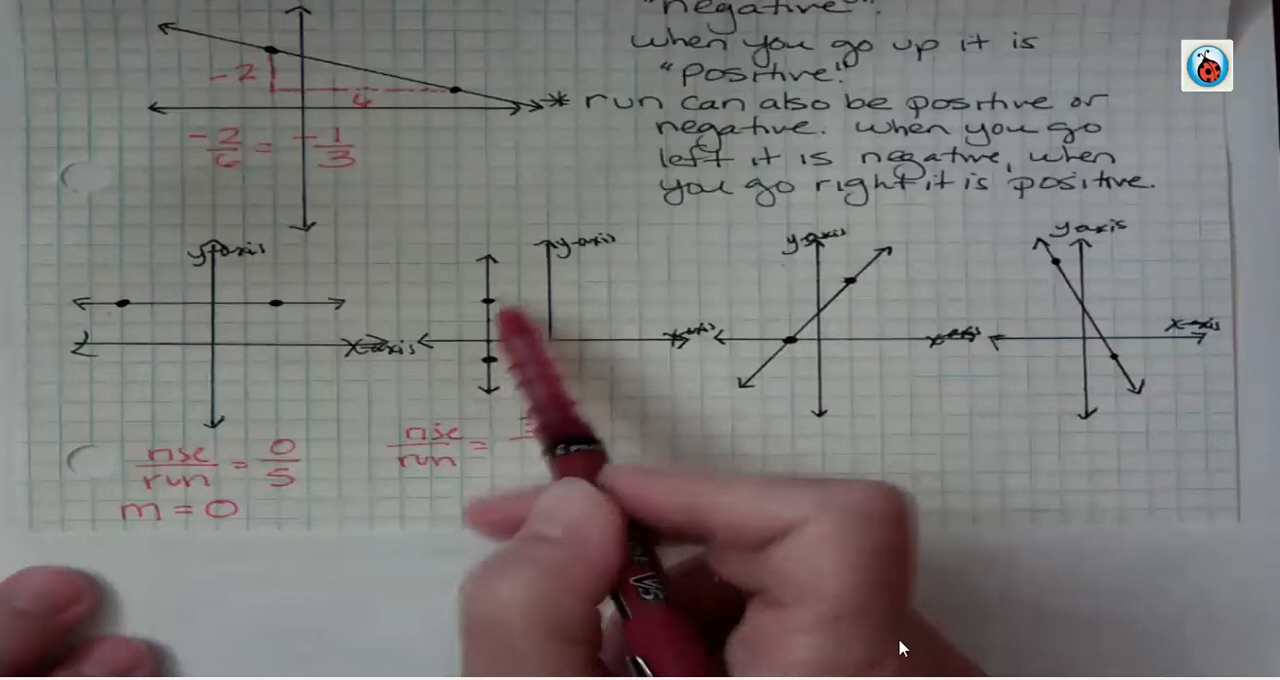 "negative".
when you go up it is
"positive".
* run can also be positive or
negative. when you go
left it is negative, when
you go right it is positive.
-2
6
-2/6 = -1/3
y-axis
x-axis
y-axis
x-axis
y-axis
x-axis
y axis
x-axis
rise/run = 0/5
m = 0
rise/run =
V5